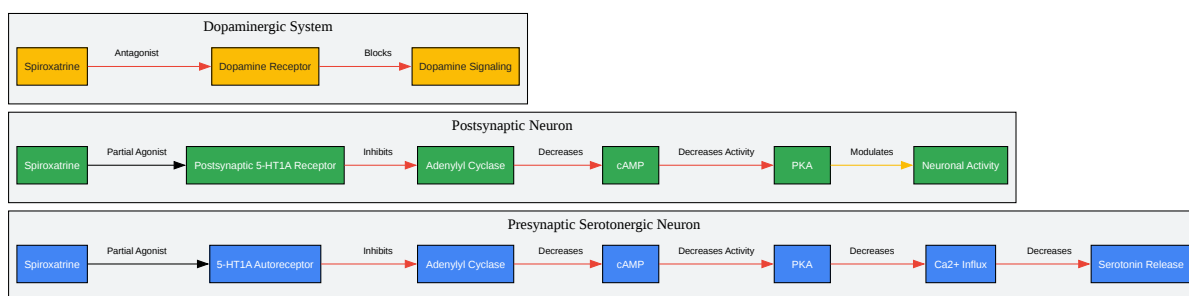 Dopaminergic System
Antagonist Blocks
Spiroxatrine Dopamine Receptor Dopamine Signaling
Postsynaptic Neuron
Partial Agonist Inhibits Decreases Decreases Activity Modulates
Spiroxatrine Postsynaptic 5-HT1A Receptor Adenylyl Cyclase cAMP PKA Neuronal Activity
Presynaptic Serotonergic Neuron
Partial Agonist Inhibits Decreases Decreases Activity Decreases Decreases
Spiroxatrine 5-HT1A Autoreceptor Adenylyl Cyclase cAMP PKA Ca2+ Influx Serotonin Release